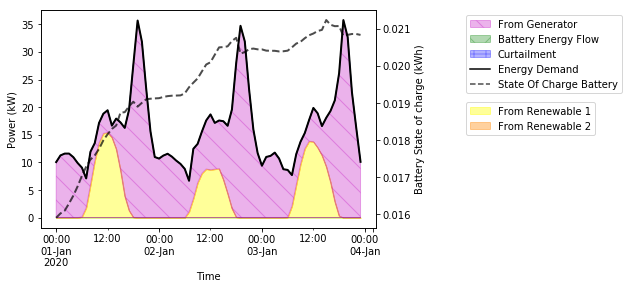 35
30
25
20
15
10
5
0
Power (kW)
0.021
0.020
0.019
0.018
0.017
0.016
Battery State of charge (kWh)
00:00 12:00 00:00 12:00 00:00 12:00 00:00
01-Jan 02-Jan 03-Jan 04-Jan
2020
Time
From Generator
Battery Energy Flow
Curtailment
Energy Demand
State Of Charge Battery
From Renewable 1
From Renewable 2